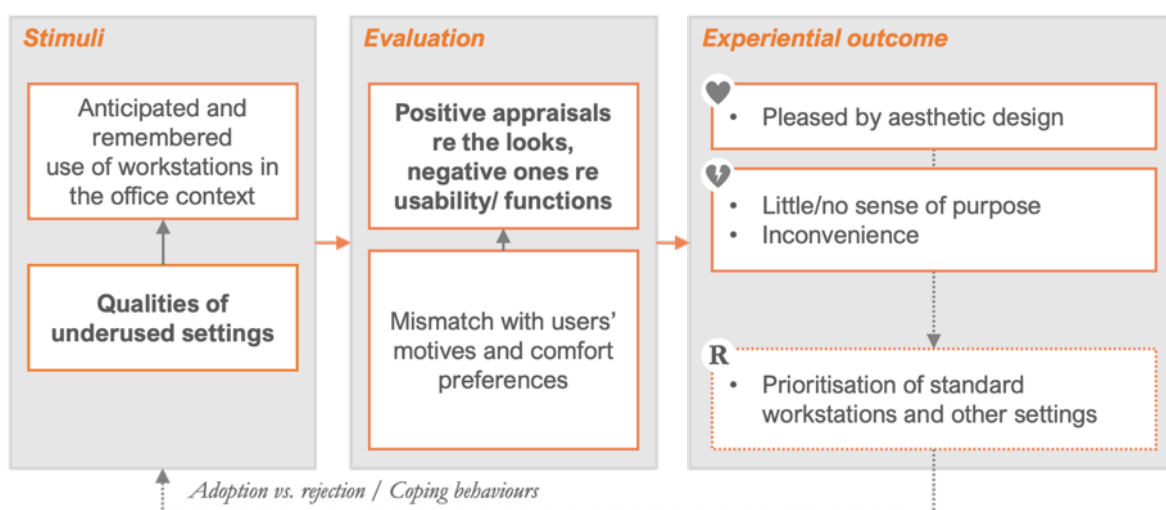 Stimuli
Anticipated and
remembered
use of workstations in
the office context
Qualities of
underused settings
Evaluation
Positive appraisals
re the looks,
negative ones re
usability/ functions
Mismatch with users’
motives and comfort
preferences
Experiential outcome
• Pleased by aesthetic design
• Little/no sense of purpose
• Inconvenience
R
• Prioritisation of standard
workstations and other settings
Adoption vs. rejection / Coping behaviours